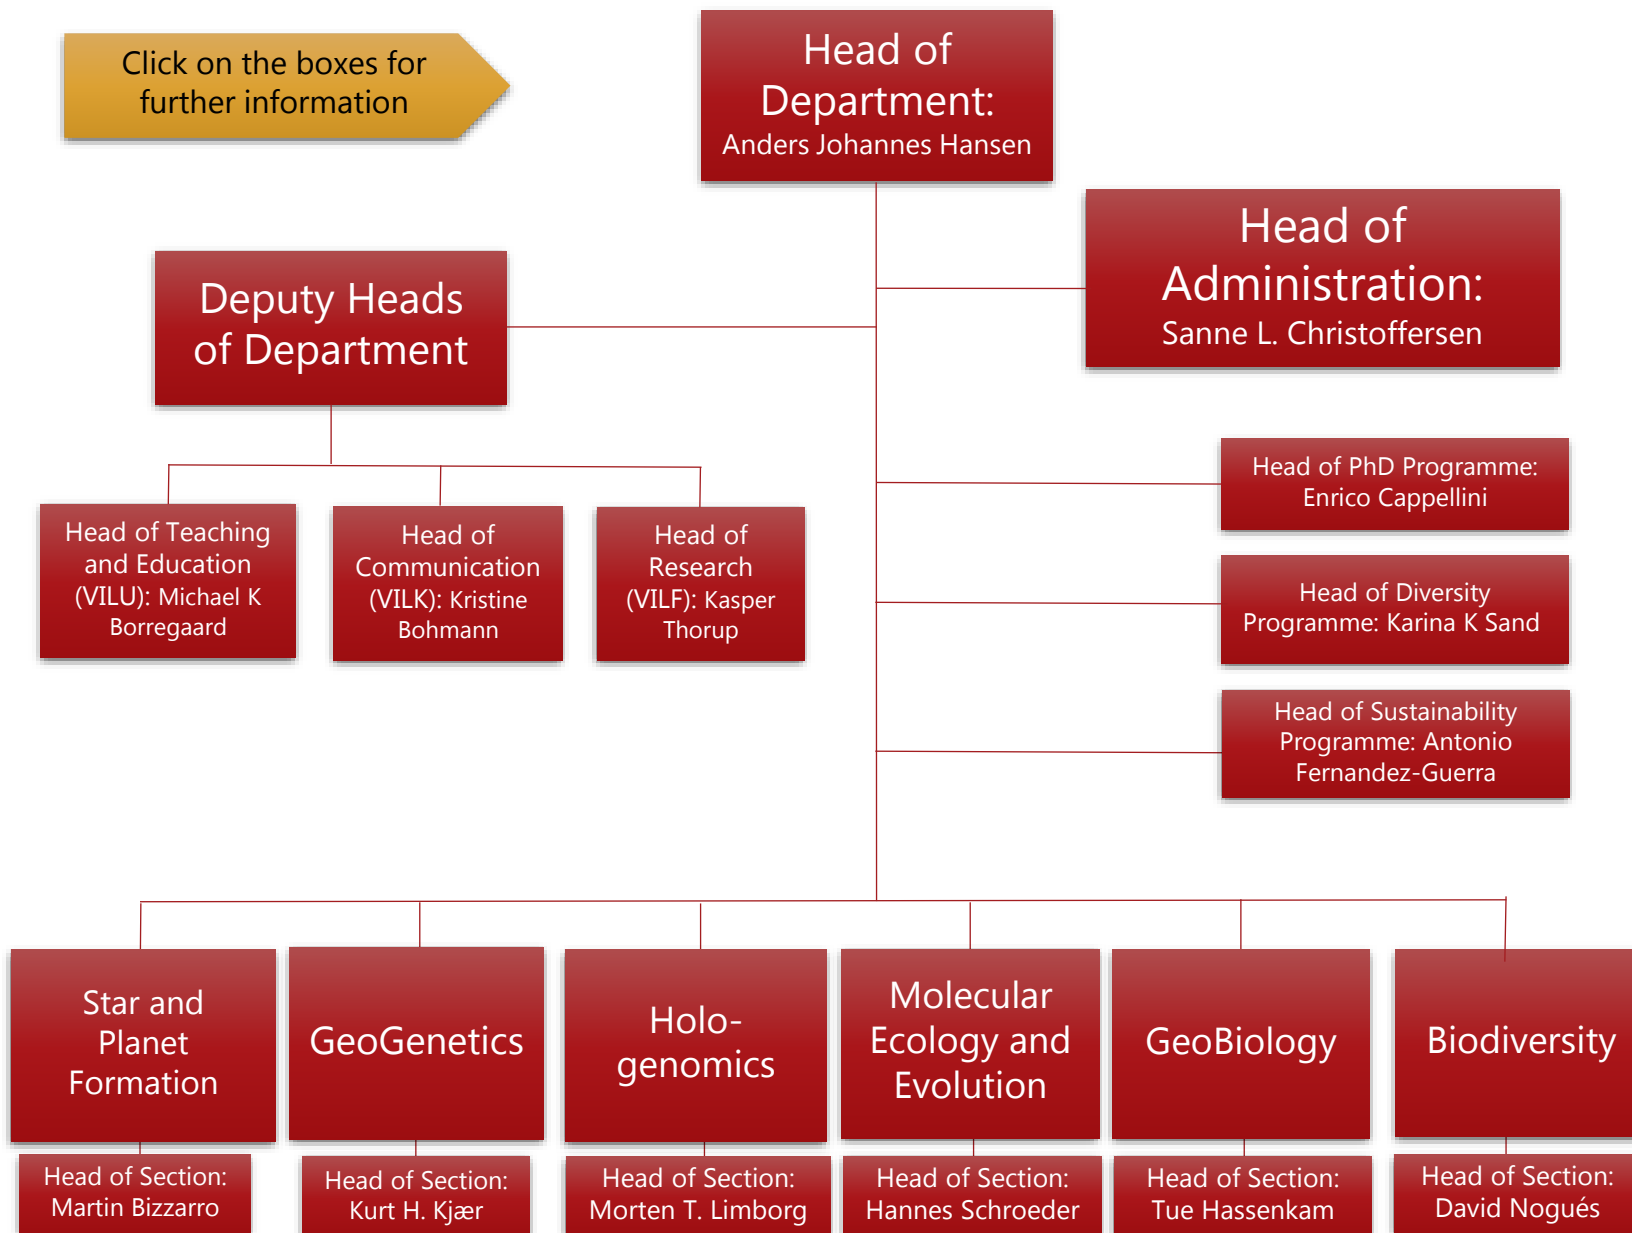 Click on the boxes for
further information
Head of
Department:
Anders Johannes Hansen
Head of
Administration:
Sanne L. Christoffersen
Deputy Heads
of Department
Head of Teaching
and Education
(VILU): Michael K
Borregaard
Head of
Communication
(VILK): Kristine
Bohmann
Head of
Research
(VILF): Kasper
Thorup
Head of PhD Programme:
Enrico Cappellini
Head of Diversity
Programme: Karina K Sand
Head of Sustainability
Programme: Antonio
Fernandez-Guerra
Star and
Planet
Formation
GeoGenetics
Holo-
genomics
Molecular
Ecology and
Evolution
GeoBiology
Biodiversity
Head of Section:
Martin Bizzarro
Head of Section:
Kurt H. Kjær
Head of Section:
Morten T. Limborg
Head of Section:
Hannes Schroeder
Head of Section:
Tue Hassenkam
Head of Section:
David Nogués